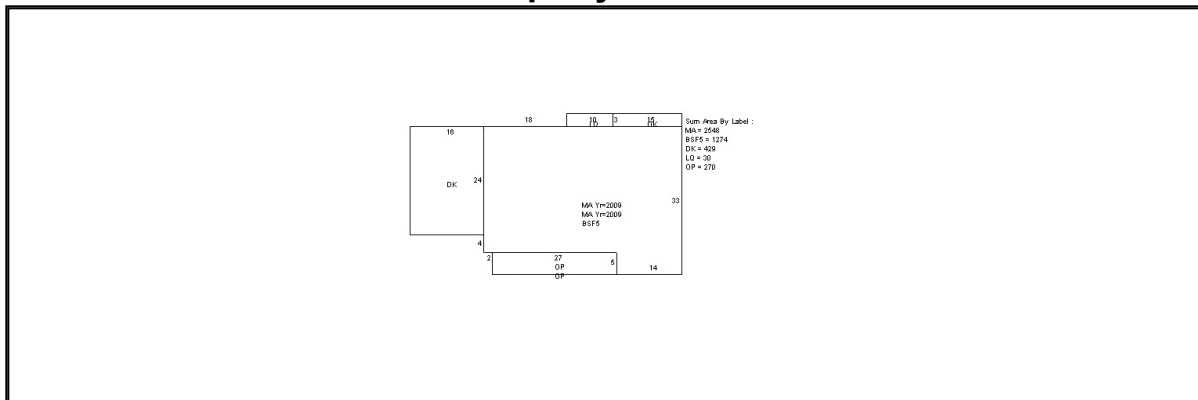 18
10
3
15
LQ
DK
16
Sum Area By Label :
MA = 2548
BSF5 = 1274
DK = 429
LQ = 30
OP = 270
24
DK
33
MA Yr=2009
MA Yr=2009
BSF5
4
2
27
5
14
OP
OP